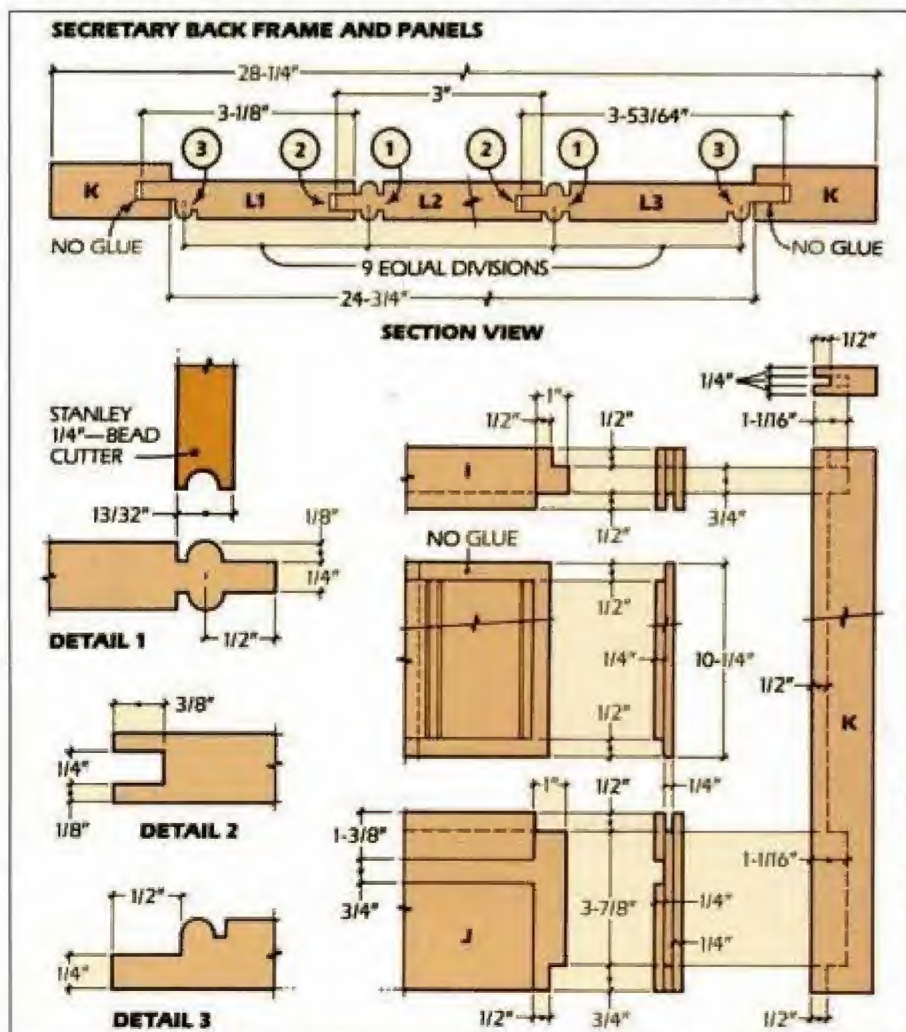 SECRETARY BACK FRAME AND PANELS
28-1/4"
3"
3-1/8"
3-53/64"
3
2
1
2
1
3
K
L1
L2
L3
K
NO GLUE
NO GLUE
9 EQUAL DIVISIONS
24-3/4"
SECTION VIEW
1/2"
1/4"
1-1/16"
STANLEY
1/4"—BEAD
CUTTER
13/32"
1/8"
1/4"
1/2"
DETAIL 1
3/8"
1/4"
1/8"
DETAIL 2
1/2"
1/4"
DETAIL 3
1"
1/2"
1/2"
I
3/4"
1/2"
NO GLUE
1/2"
1/4"
10-1/4"
1/2"
1/2"
K
1/4"
1"
1/2"
1-3/8"
1-1/16"
3/4"
3-7/8"
1/4"
J
1/4"
1/2"
3/4"
1/2"